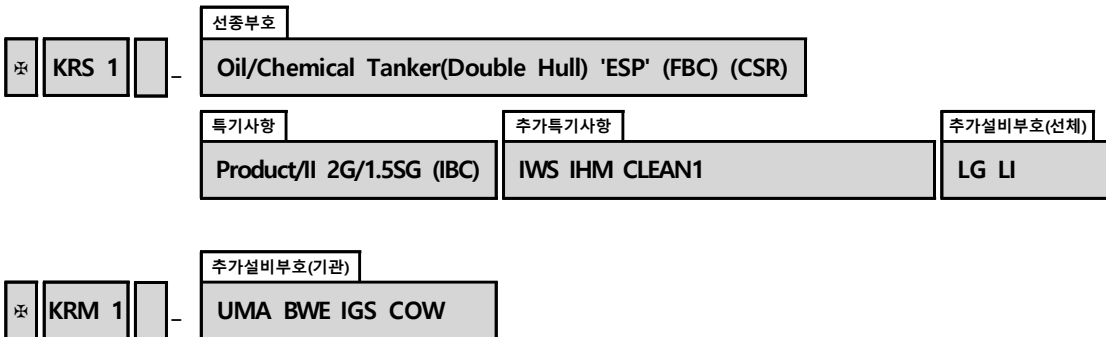 선종부호
✠ KRS 1 - Oil/Chemical Tanker(Double Hull) 'ESP' (FBC) (CSR)
특기사항 추가특기사항 추가설비부호(선체)
Product/II 2G/1.5SG (IBC) IWS IHM CLEAN1 LG LI
추가설비부호(기관)
✠ KRM 1 - UMA BWE IGS COW